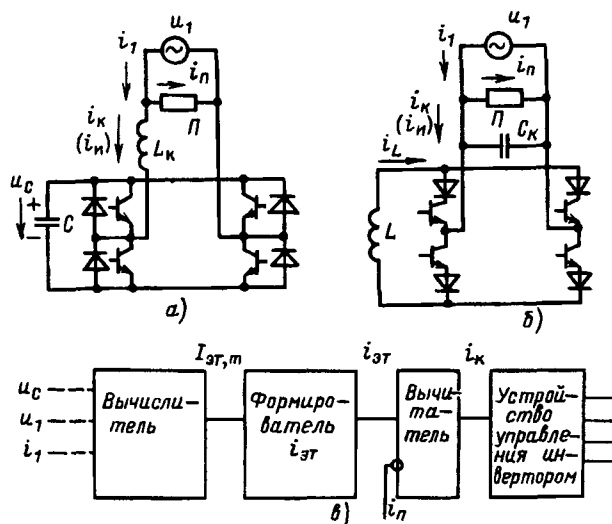 u₁
i₁
iп
iк
(iи)
Lк
П
uC
+
−
C
а)
u₁
i₁
iп
iк
(iи)
П
Cк
iL
L
б)
Iэт,m
iэт
iк
uC
u₁
i₁
Вычисли-
тель
Формиро-
ватель
iэт
Вычи-
та-
тель
Устрой-
ство
управле-
ния ин-
вертором
iп
в)